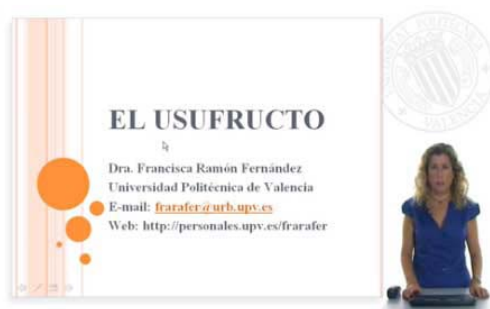 EL USUFRUCTO
Dra. Francisca Ramón Fernández
Universidad Politécnica de Valencia
E-mail: frarafer@urb.upv.es
Web: http://personales.upv.es/frarafer
VALENCIA